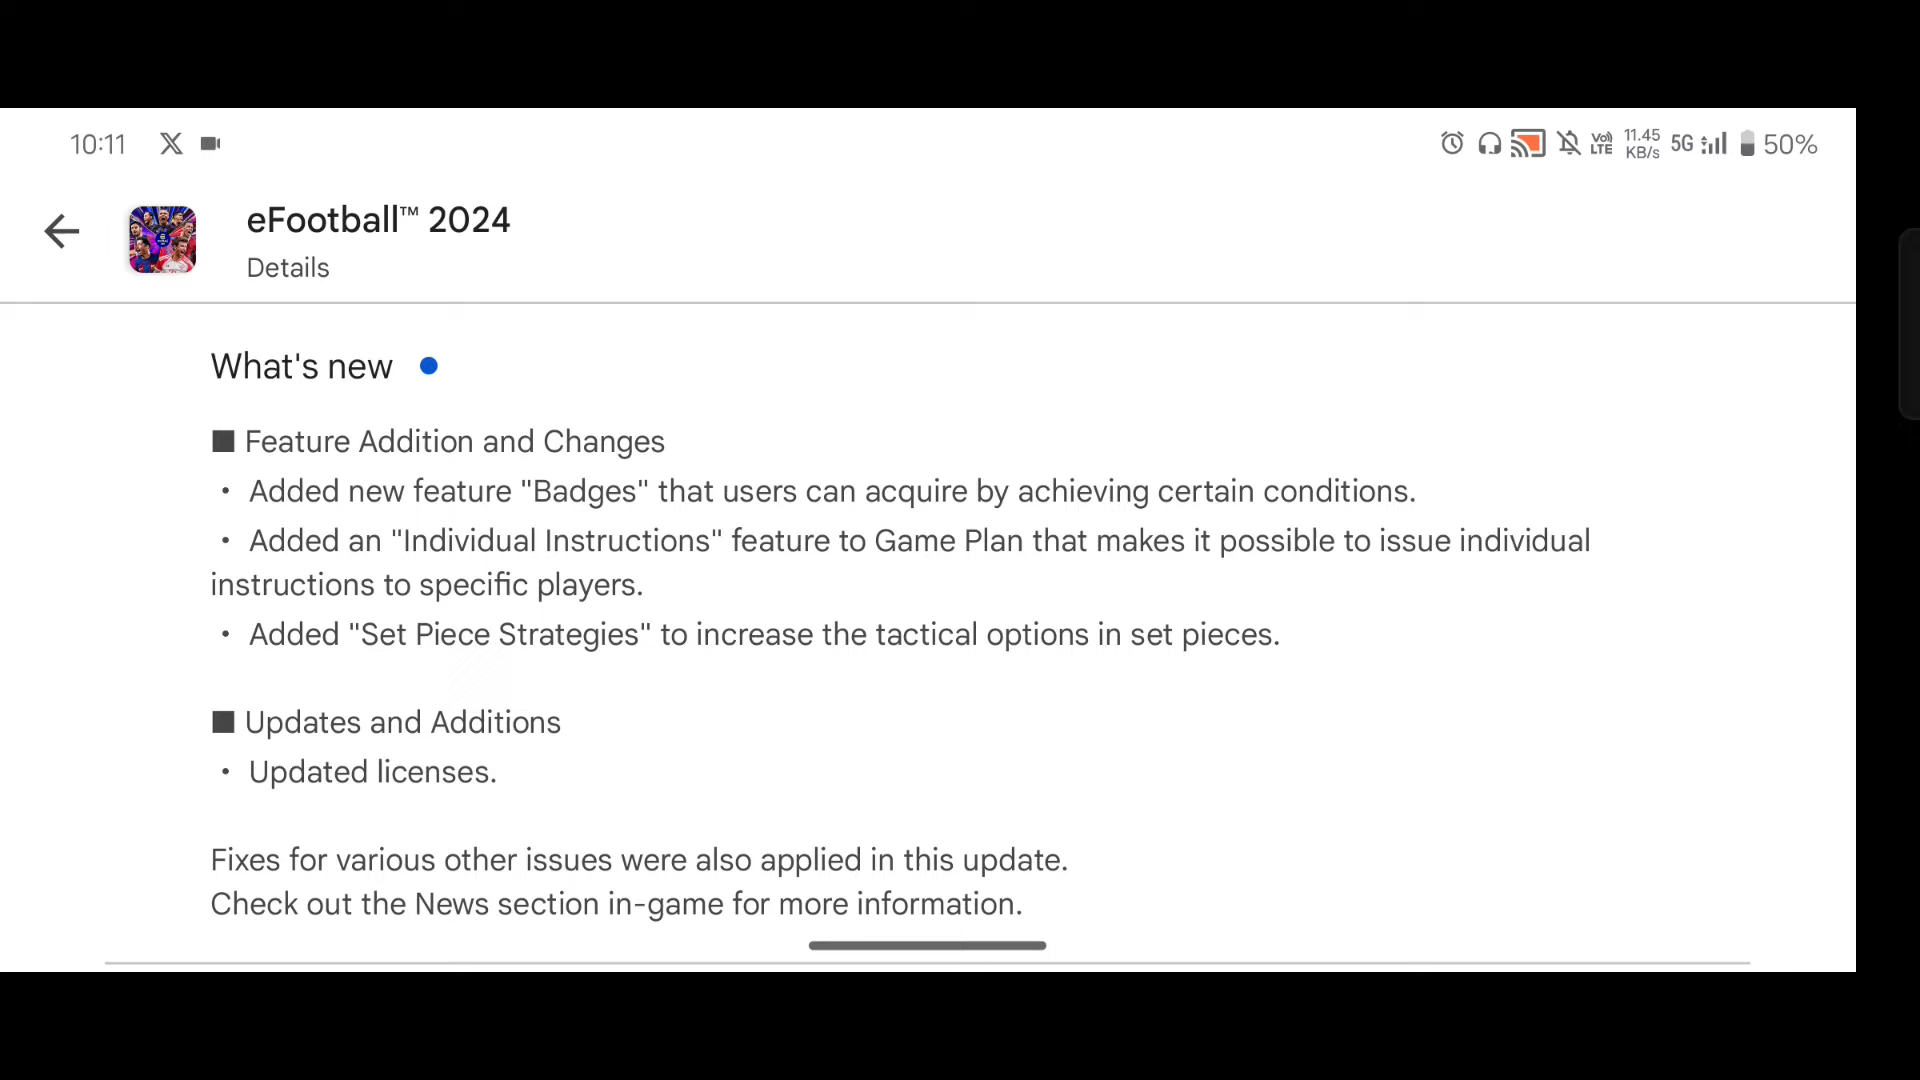 10:11 VoLTE 11.45 KB/s 5G 50%
eFootball™ 2024
Details
What's new
■ Feature Addition and Changes
・ Added new feature "Badges" that users can acquire by achieving certain conditions.
・ Added an "Individual Instructions" feature to Game Plan that makes it possible to issue individual
instructions to specific players.
・ Added "Set Piece Strategies" to increase the tactical options in set pieces.
■ Updates and Additions
・ Updated licenses.
Fixes for various other issues were also applied in this update.
Check out the News section in-game for more information.